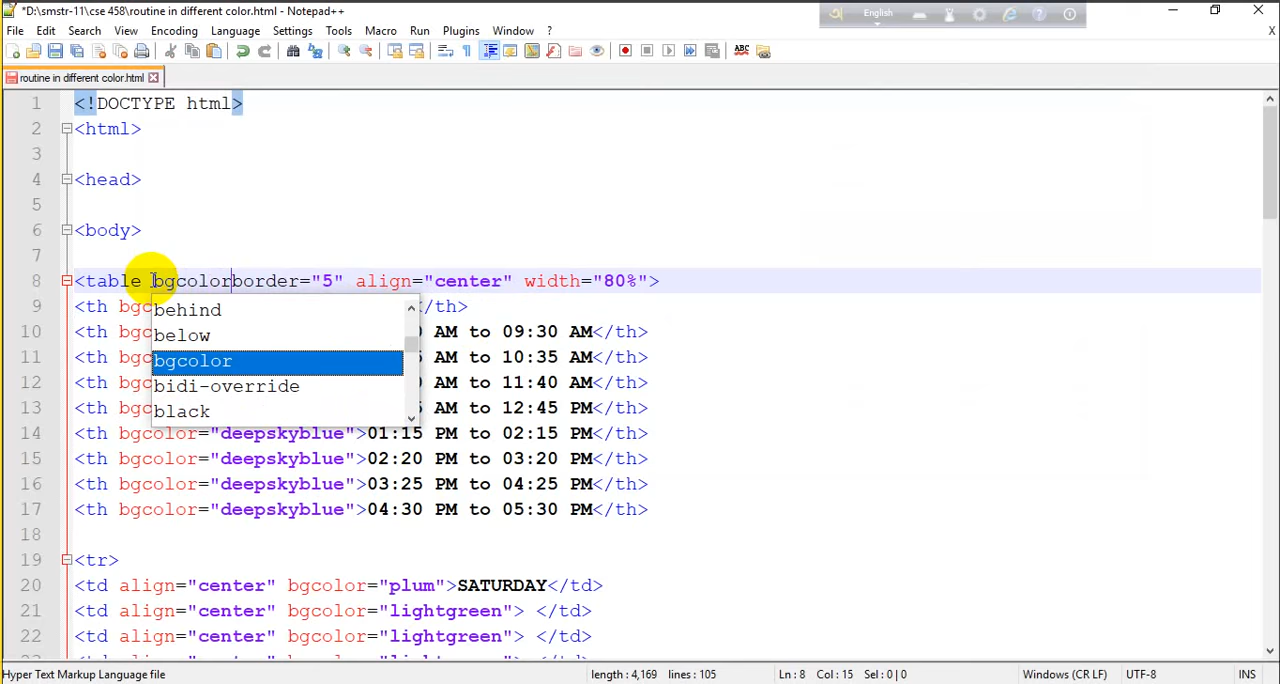 *D:\smstr-11\cse 458\routine in different color.html - Notepad++
English
File Edit Search View Encoding Language Settings Tools Macro Run Plugins Window ?
X
ABC
routine in different color.html
1 <!DOCTYPE html>
2 <html>
3
4 <head>
5
6 <body>
7
8 <table bgcolorborder="5" align="center" width="80%">
9 <th bgc </th>
behind
10 <th bgc AM to 09:30 AM</th>
below
11 <th bgc AM to 10:35 AM</th>
bgcolor
12 <th bgc AM to 11:40 AM</th>
bidi-override
13 <th bgc AM to 12:45 PM</th>
black
14 <th bgcolor="deepskyblue">01:15 PM to 02:15 PM</th>
15 <th bgcolor="deepskyblue">02:20 PM to 03:20 PM</th>
16 <th bgcolor="deepskyblue">03:25 PM to 04:25 PM</th>
17 <th bgcolor="deepskyblue">04:30 PM to 05:30 PM</th>
18
19 <tr>
20 <td align="center" bgcolor="plum">SATURDAY</td>
21 <td align="center" bgcolor="lightgreen"> </td>
22 <td align="center" bgcolor="lightgreen"> </td>
Hyper Text Markup Language file length : 4,169 lines : 105 Ln : 8 Col : 15 Sel : 0 | 0 Windows (CR LF) UTF-8 INS